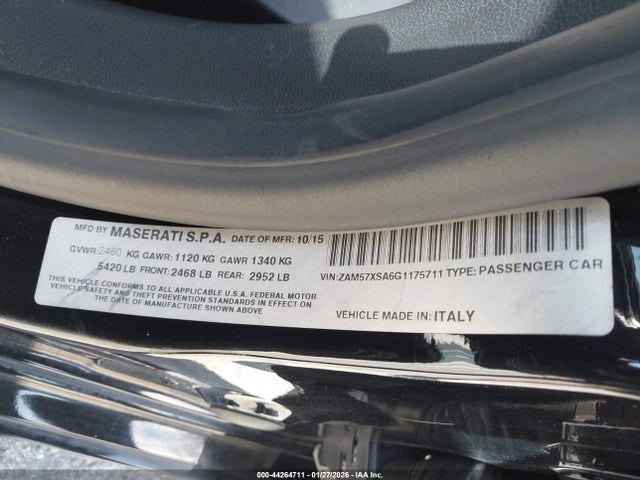 MFD BY MASERATI S.P.A. DATE OF MFR: 10/15
GVWR: 2460 KG GAWR: 1120 KG GAWR 1340 KG
5420 LB FRONT: 2468 LB REAR: 2952 LB
THIS VEHICLE CONFORMS TO ALL APPLICABLE U.S.A. FEDERAL MOTOR
VEHICLE SAFETY AND THEFT PREVENTION STANDARDS IN EFFECT ON
THE DATE OF MANUFACTURE SHOWN ABOVE.
VIN: ZAM57XSA6G1175711 TYPE: PASSENGER CAR
VEHICLE MADE IN: ITALY
000-44264711 - 01/27/2026 - © IAA Inc.